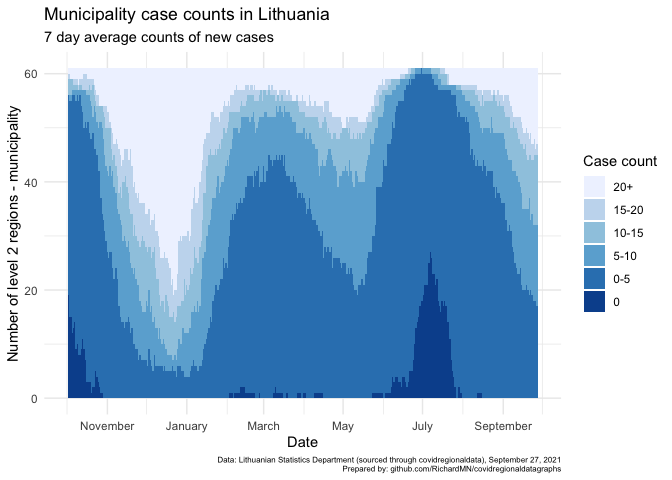 Municipality case counts in Lithuania
7 day average counts of new cases
Number of level 2 regions - municipality
60
40
20
0
November January March May July September
Date
Case count
20+
15-20
10-15
5-10
0-5
0
Data: Lithuanian Statistics Department (sourced through covidregionaldata), September 27, 2021
Prepared by: github.com/RichardMN/covidregionaldatagraphs